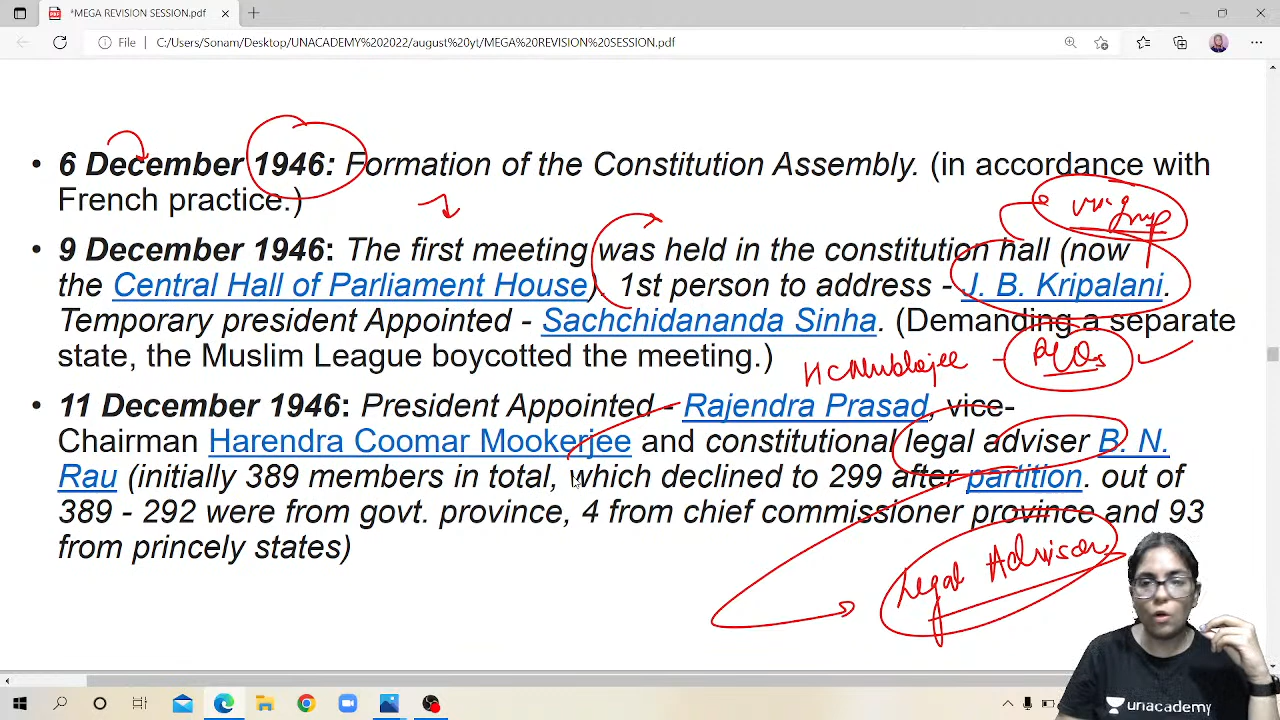 *MEGA REVISION SESSION.pdf
File
C:/Users/Sonam/Desktop/UNACADEMY%202022/august%20yt/MEGA%20REVISION%20SESSION.pdf
• 6 December 1946: Formation of the Constitution Assembly. (in accordance with
French practice.)
• 9 December 1946: The first meeting was held in the constitution hall (now
the Central Hall of Parliament House). 1st person to address - J. B. Kripalani.
Temporary president Appointed - Sachchidananda Sinha. (Demanding a separate
state, the Muslim League boycotted the meeting.)
HC Mukherjee
• 11 December 1946: President Appointed - Rajendra Prasad, vice-
Chairman Harendra Coomar Mookerjee and constitutional legal adviser B. N.
Rau (initially 389 members in total, which declined to 299 after partition. out of
389 - 292 were from govt. province, 4 from chief commissioner province and 93
from princely states)
Legal Advisor
unacademy